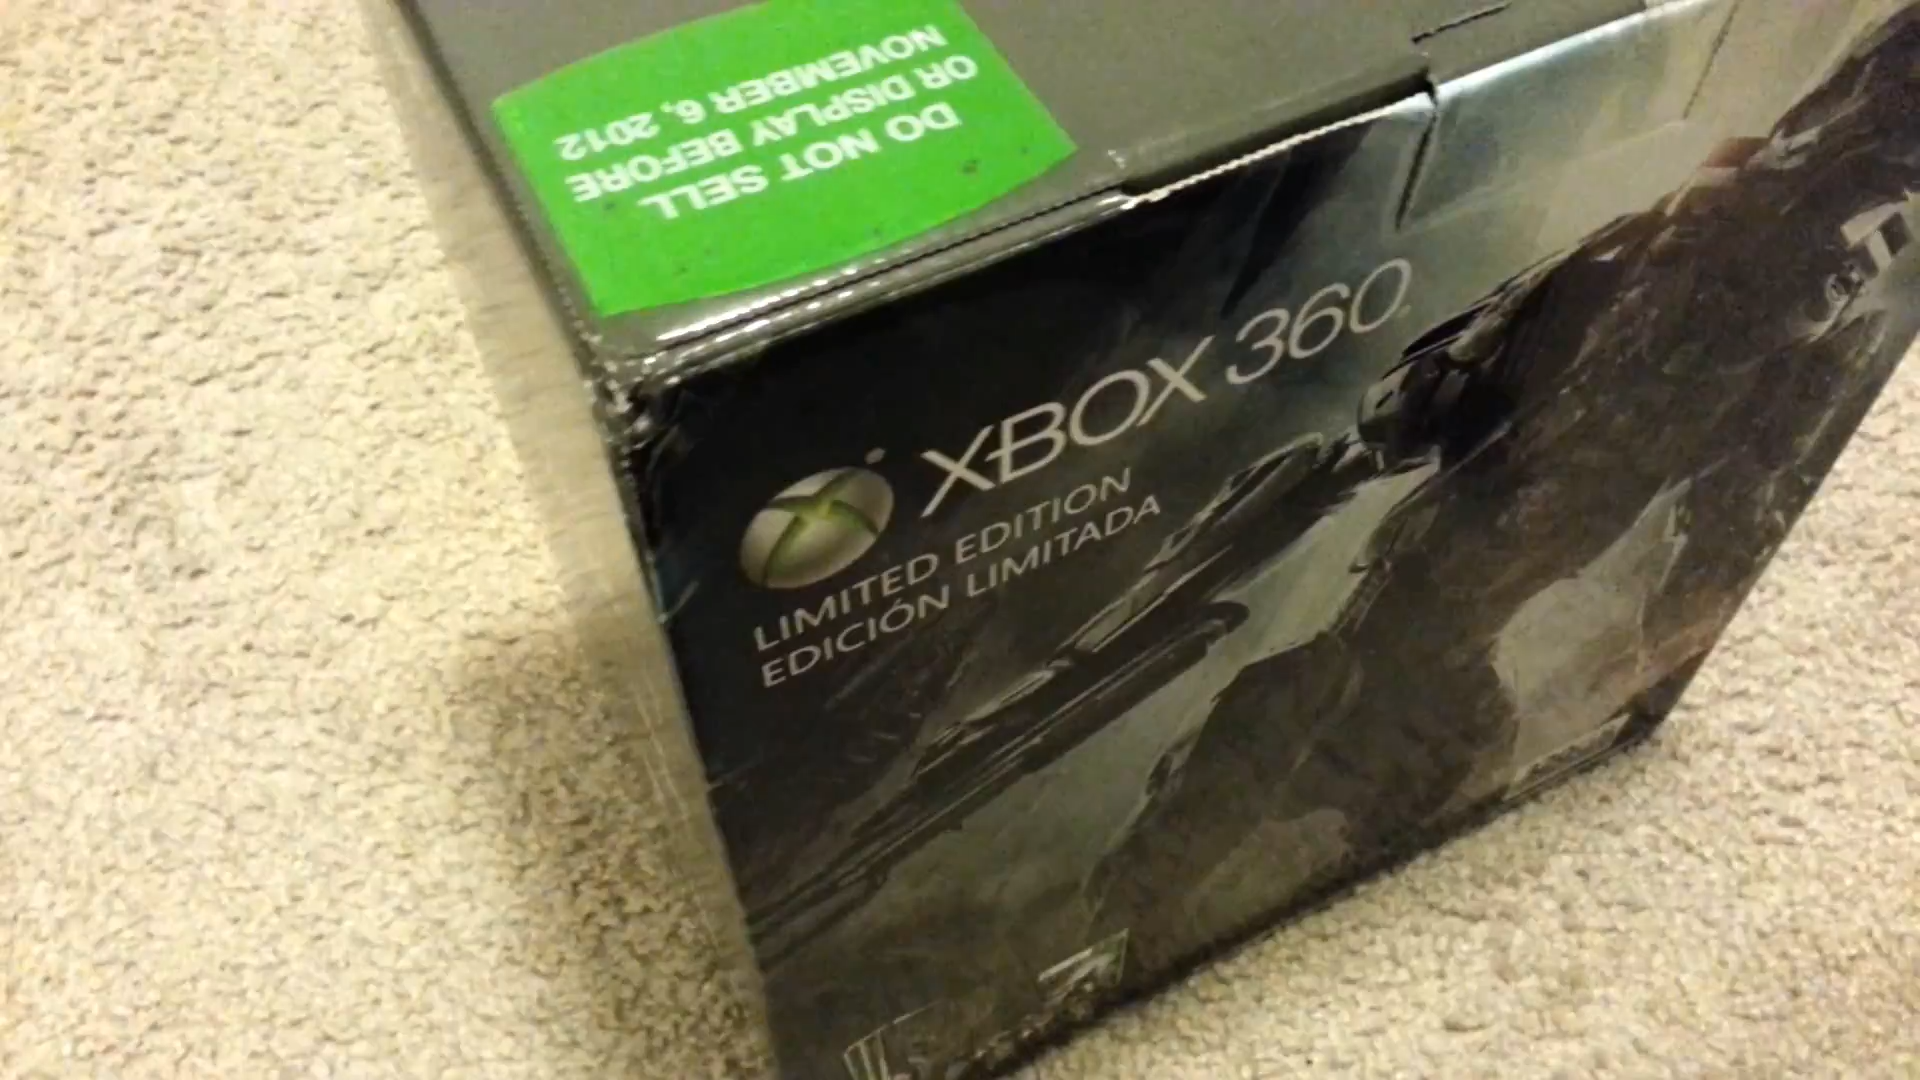 DO NOT SELL
OR DISPLAY BEFORE
NOVEMBER 6, 2012
XBOX 360
LIMITED EDITION
EDICIÓN LIMITADA